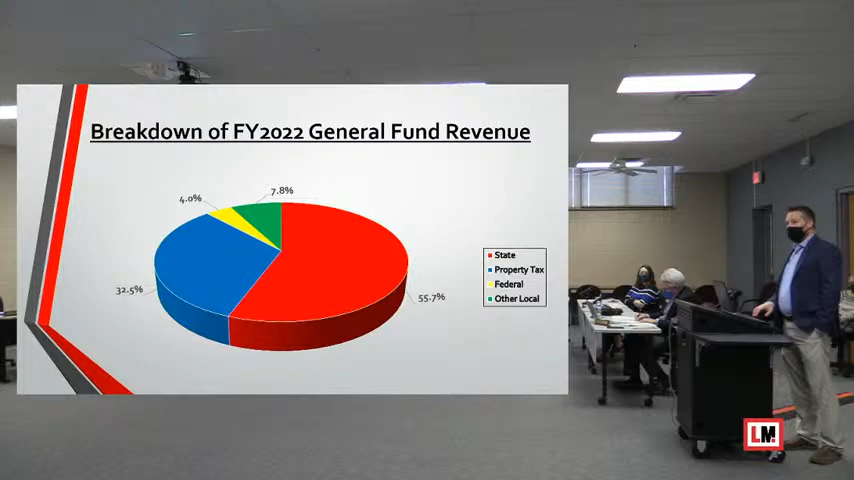 Breakdown of FY2022 General Fund Revenue
7.8%
4.0%
32.5%
55.7%
State
Property Tax
Federal
Other Local
LM